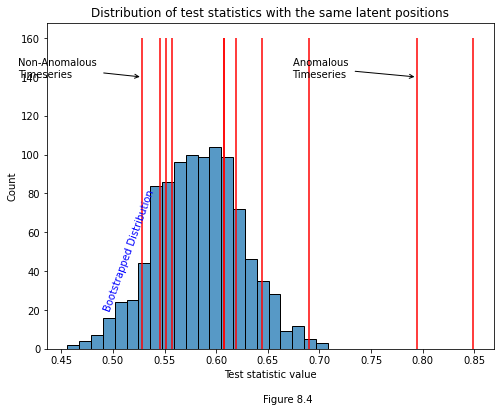 Distribution of test statistics with the same latent positions
160
140
120
100
80
60
40
20
0
Count
Non-Anomalous
Timeseries
Anomalous
Timeseries
Bootstrapped Distribution
0.45 0.50 0.55 0.60 0.65 0.70 0.75 0.80 0.85
Test statistic value
Figure 8.4